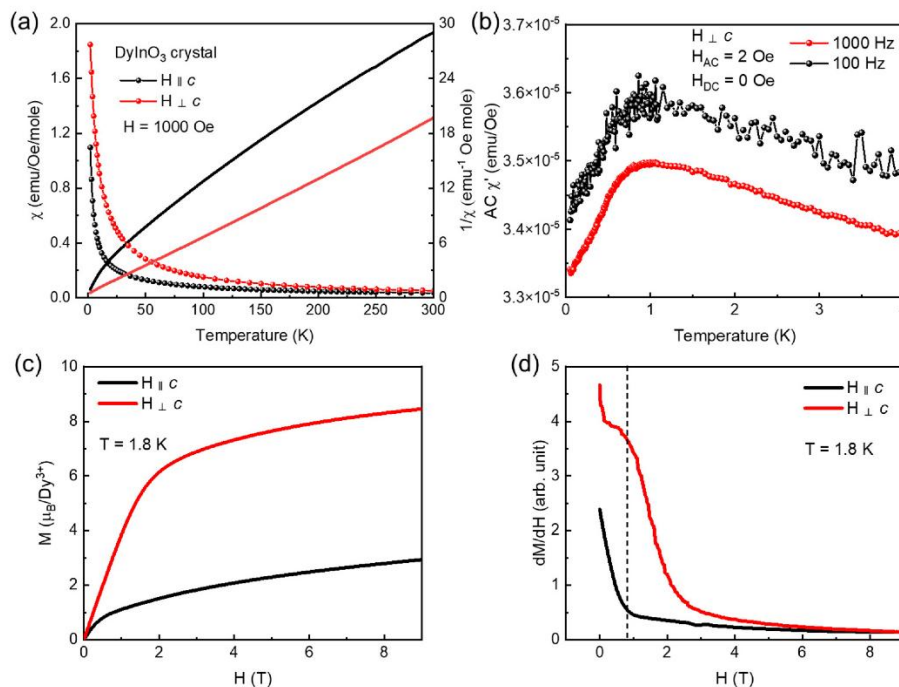 (a)
χ (emu/Oe/mole)
2.0
1.6
1.2
0.8
0.4
0.0
DyInO₃ crystal
H ∥ c
H ⊥ c
H = 1000 Oe
30
24
18
12
6
0
1/χ (emu⁻¹ Oe mole)
0 50 100 150 200 250 300
Temperature (K)
(b)
AC χ' (emu/Oe)
3.7×10⁻⁵
3.6×10⁻⁵
3.5×10⁻⁵
3.4×10⁻⁵
3.3×10⁻⁵
H ⊥ c
H_AC = 2 Oe
H_DC = 0 Oe
1000 Hz
100 Hz
0 1 2 3 4
Temperature (K)
(c)
M (μ_B/Dy³⁺)
10
8
6
4
2
0
H ∥ c
H ⊥ c
T = 1.8 K
0 2 4 6 8
H (T)
(d)
dM/dH (arb. unit)
5
4
3
2
1
0
H ∥ c
H ⊥ c
T = 1.8 K
0 2 4 6 8
H (T)